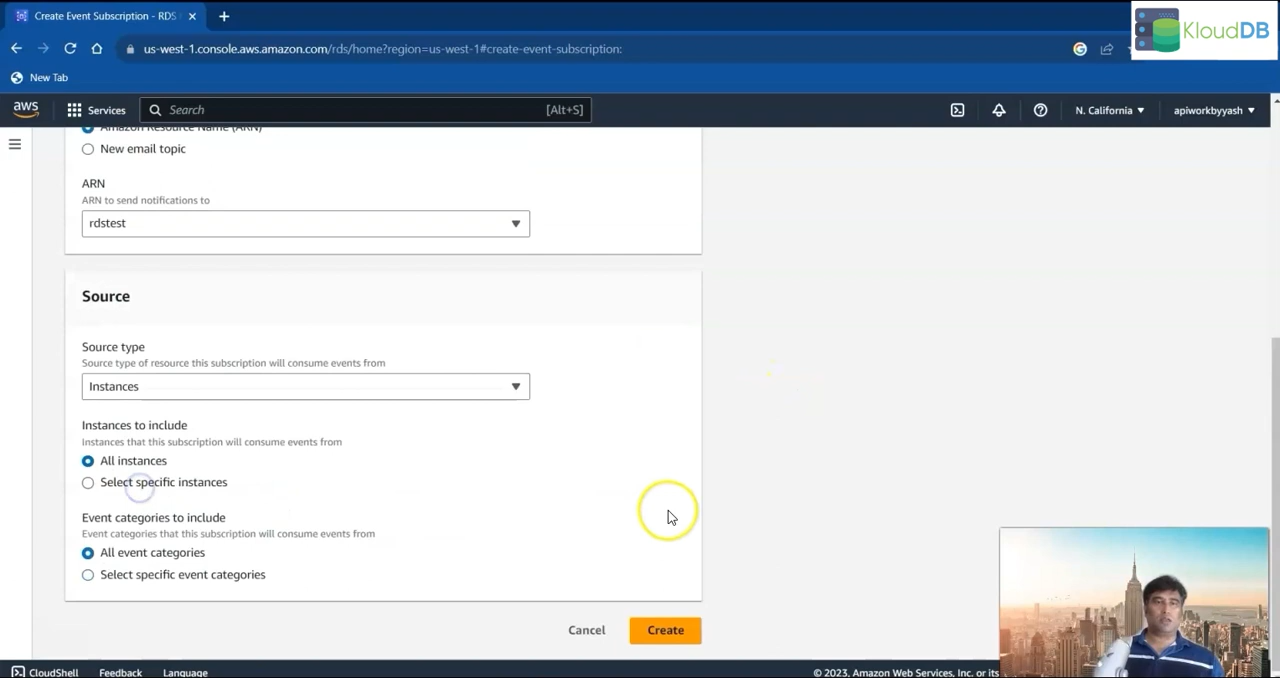 Create Event Subscription - RDS
KloudDB
us-west-1.console.aws.amazon.com/rds/home?region=us-west-1#create-event-subscription:
New Tab
aws
Services
Search
[Alt+S]
N. California
apiworkbyyash
Amazon Resource Name (ARN)
New email topic
ARN
ARN to send notifications to
rdstest
Source
Source type
Source type of resource this subscription will consume events from
Instances
Instances to include
Instances that this subscription will consume events from
All instances
Select specific instances
Event categories to include
Event categories that this subscription will consume events from
All event categories
Select specific event categories
Cancel
Create
CloudShell
Feedback
Language
© 2023, Amazon Web Services, Inc. or its